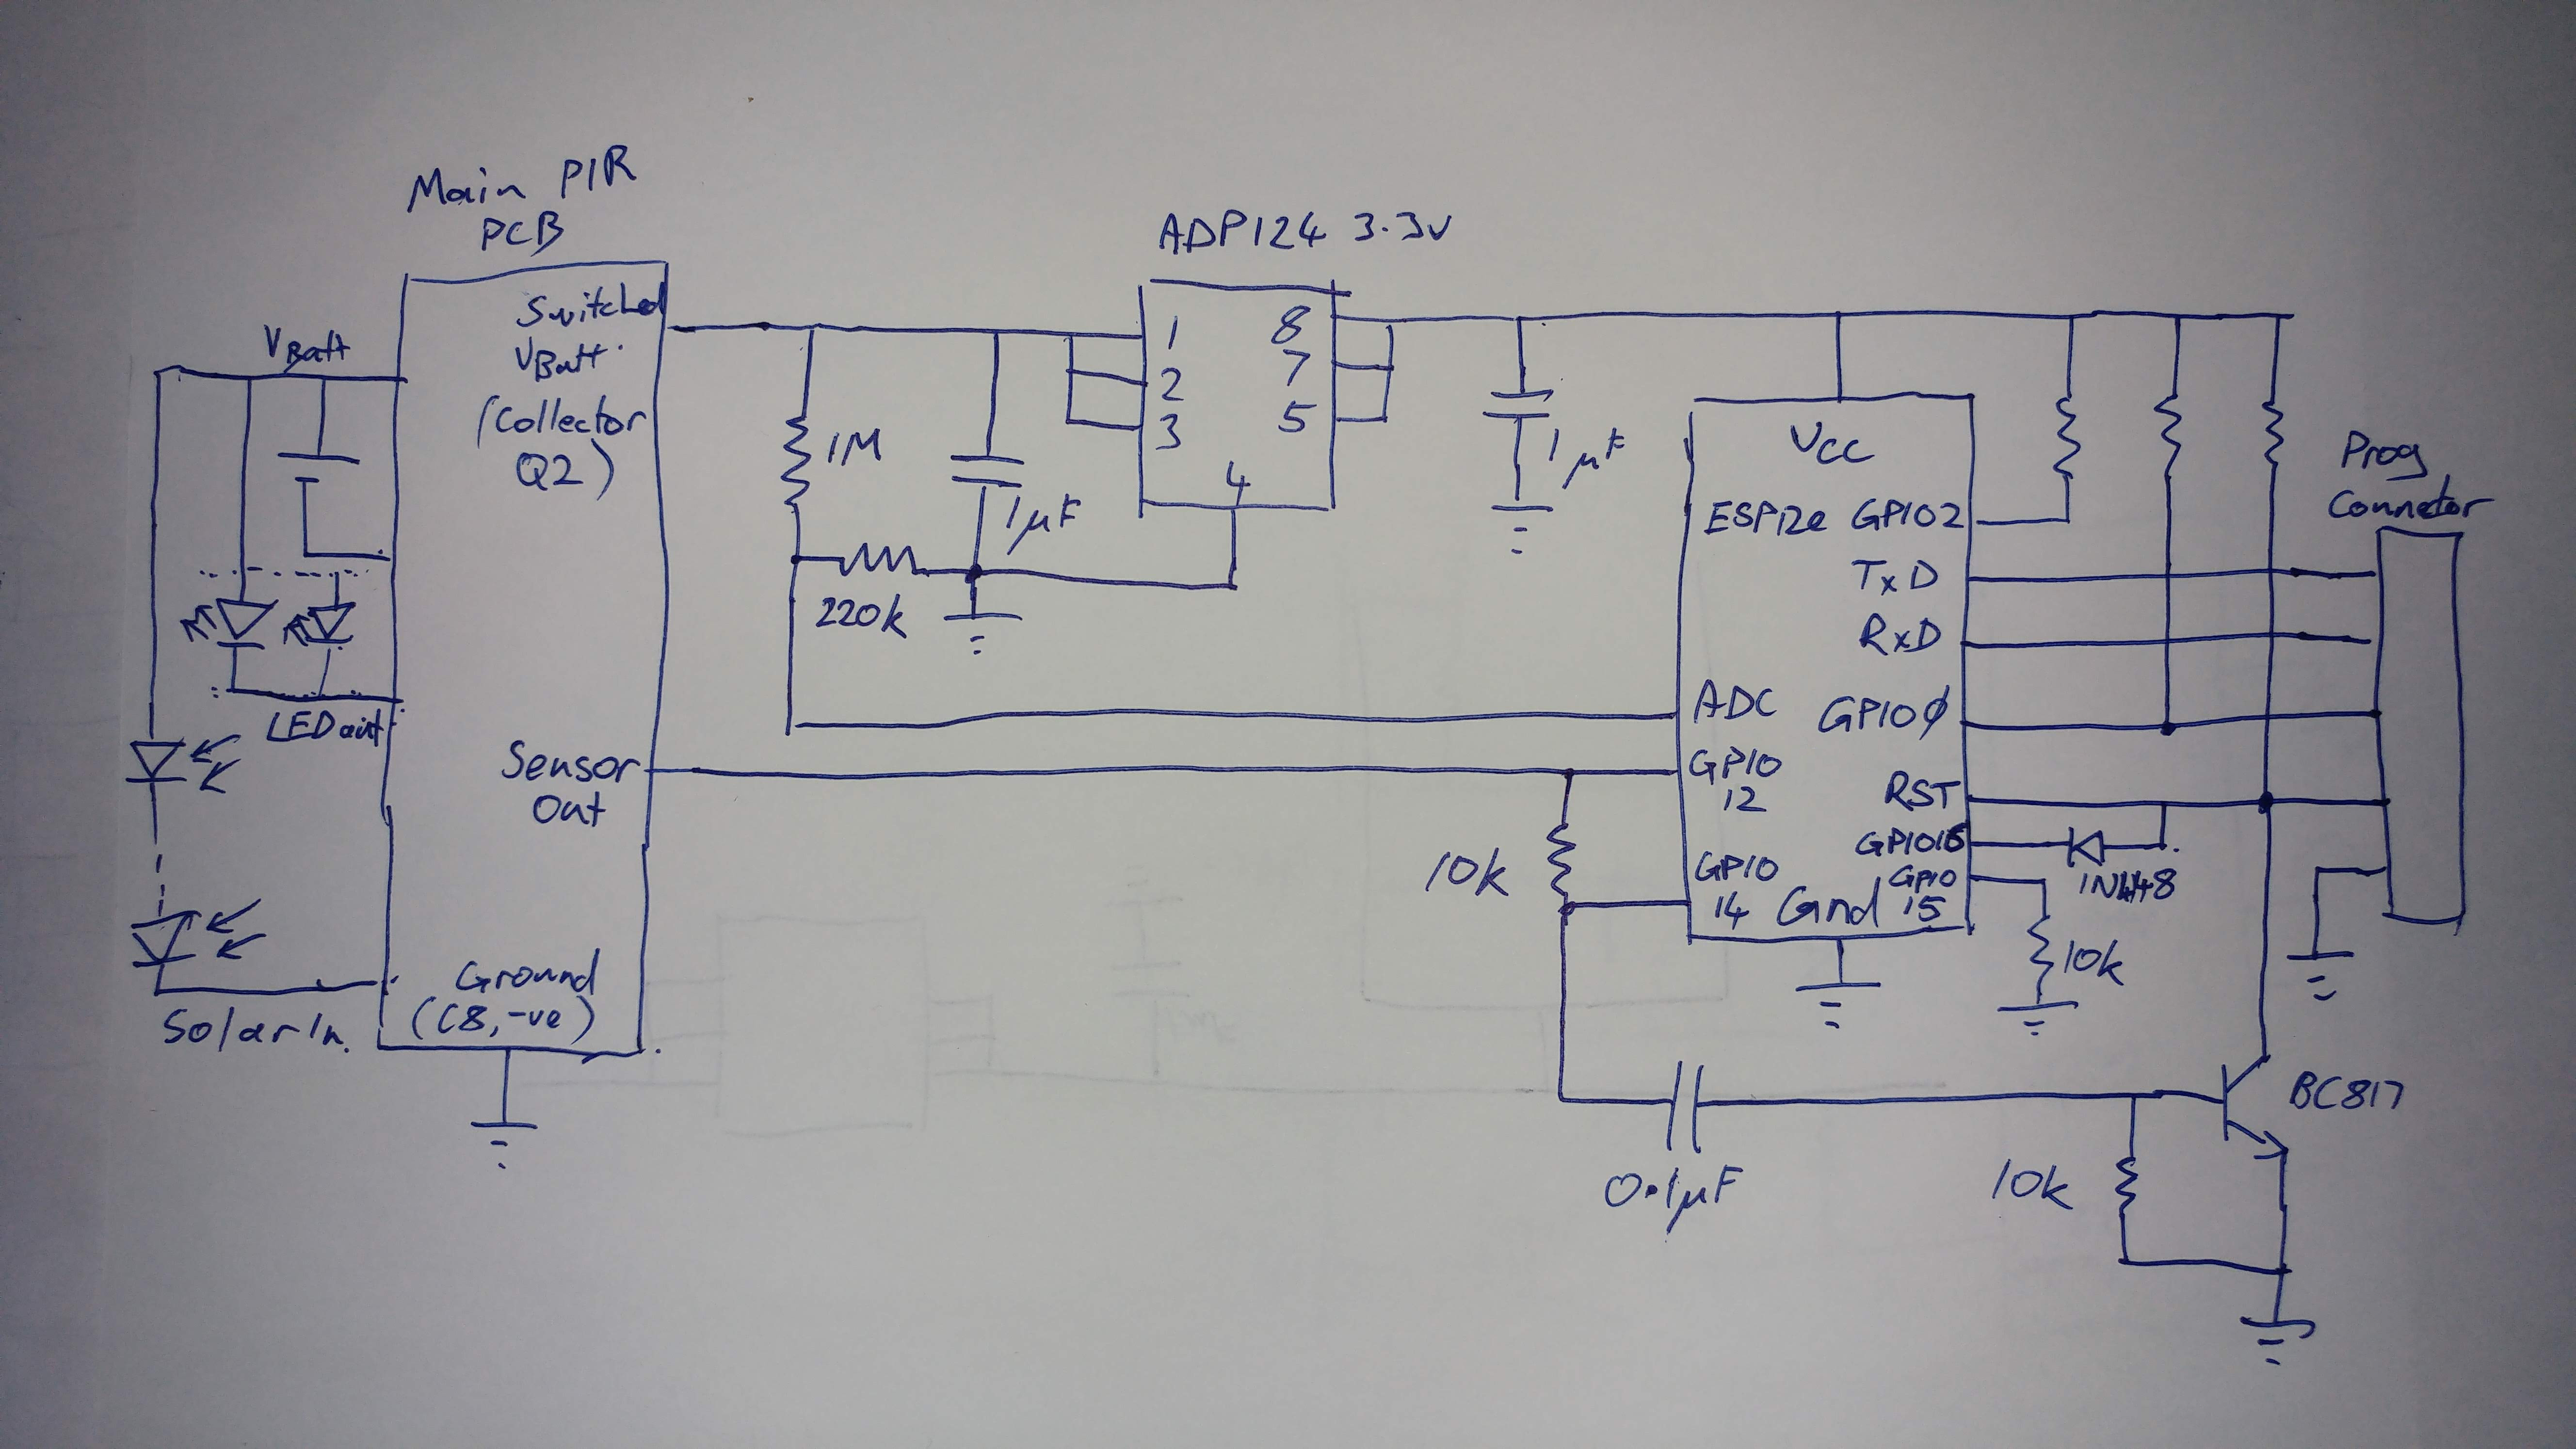 Main PIR
PCB
VBatt
Switched
VBatt.
(Collector
Q2)
LED out
Sensor
Out
Ground
(C8, -ve)
Solar In.
1M
1µF
220k
ADP124 3.3v
1
2
3
4
8
7
5
1µF
VCC
ESP12e GPIO2
TxD
RxD
ADC
GPIOØ
GPIO
12
RST
GPIO16
GPIO
14
Gnd
GPIO
15
10k
1N4148
10k
Prog
Connetor
0.1µF
10k
BC817